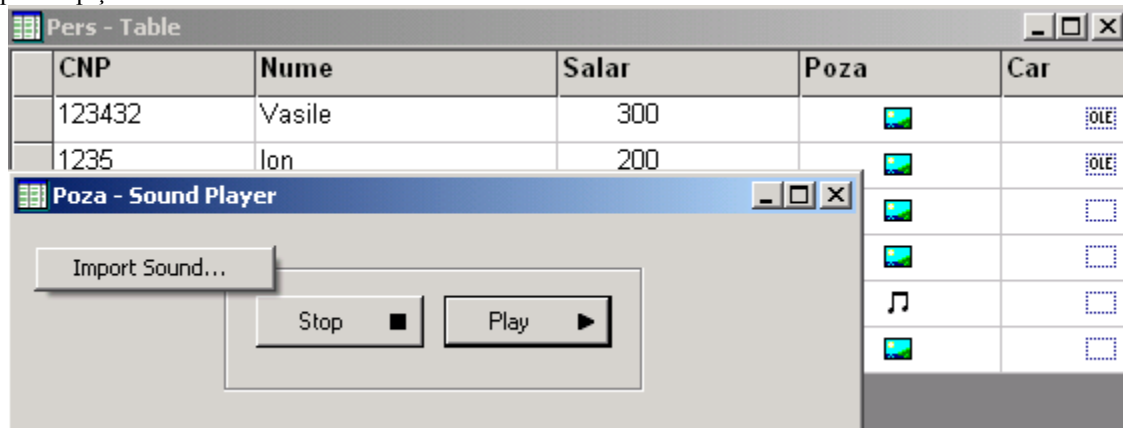 Pers - Table
CNP Nume Salar Poza Car
123432 Vasile 300 OLE
1235 Ion 200 OLE
Poza - Sound Player
Import Sound...
Stop Play